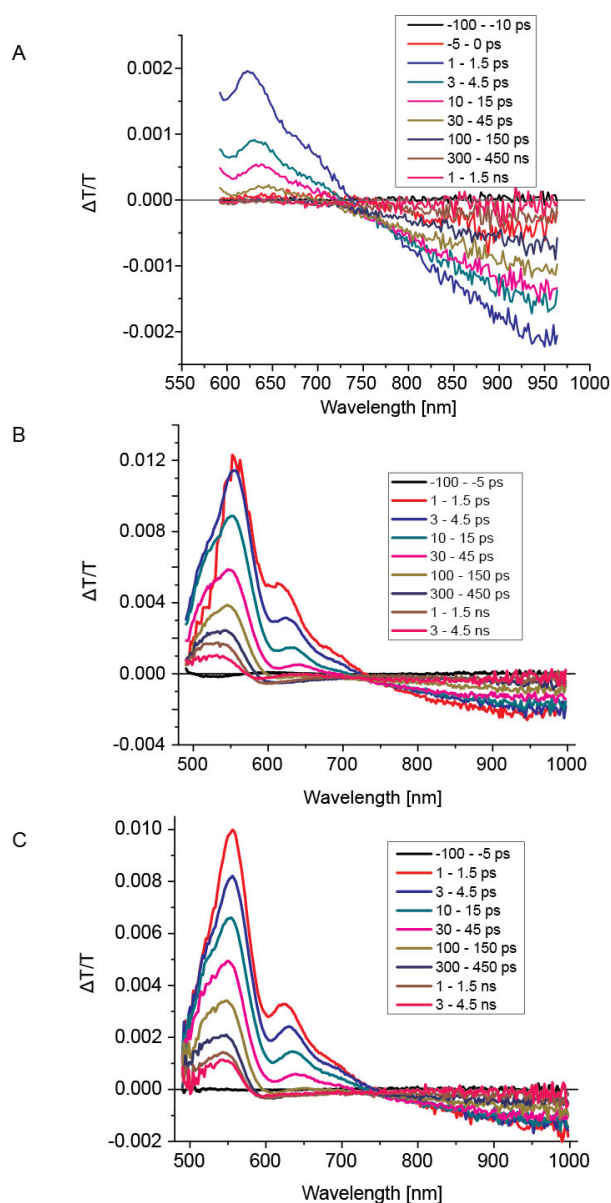 A
-100 - -10 ps
-5 - 0 ps
1 - 1.5 ps
3 - 4.5 ps
10 - 15 ps
30 - 45 ps
100 - 150 ps
300 - 450 ns
1 - 1.5 ns
0.002
0.001
0.000
-0.001
-0.002
ΔT/T
550 600 650 700 750 800 850 900 950 1000
Wavelength [nm]
B
-100 - -5 ps
1 - 1.5 ps
3 - 4.5 ps
10 - 15 ps
30 - 45 ps
100 - 150 ps
300 - 450 ps
1 - 1.5 ns
3 - 4.5 ns
0.012
0.008
0.004
0.000
-0.004
ΔT/T
500 600 700 800 900 1000
Wavelength [nm]
C
-100 - -5 ps
1 - 1.5 ps
3 - 4.5 ps
10 - 15 ps
30 - 45 ps
100 - 150 ps
300 - 450 ps
1 - 1.5 ns
3 - 4.5 ns
0.010
0.008
0.006
0.004
0.002
0.000
-0.002
ΔT/T
500 600 700 800 900 1000
Wavelength [nm]